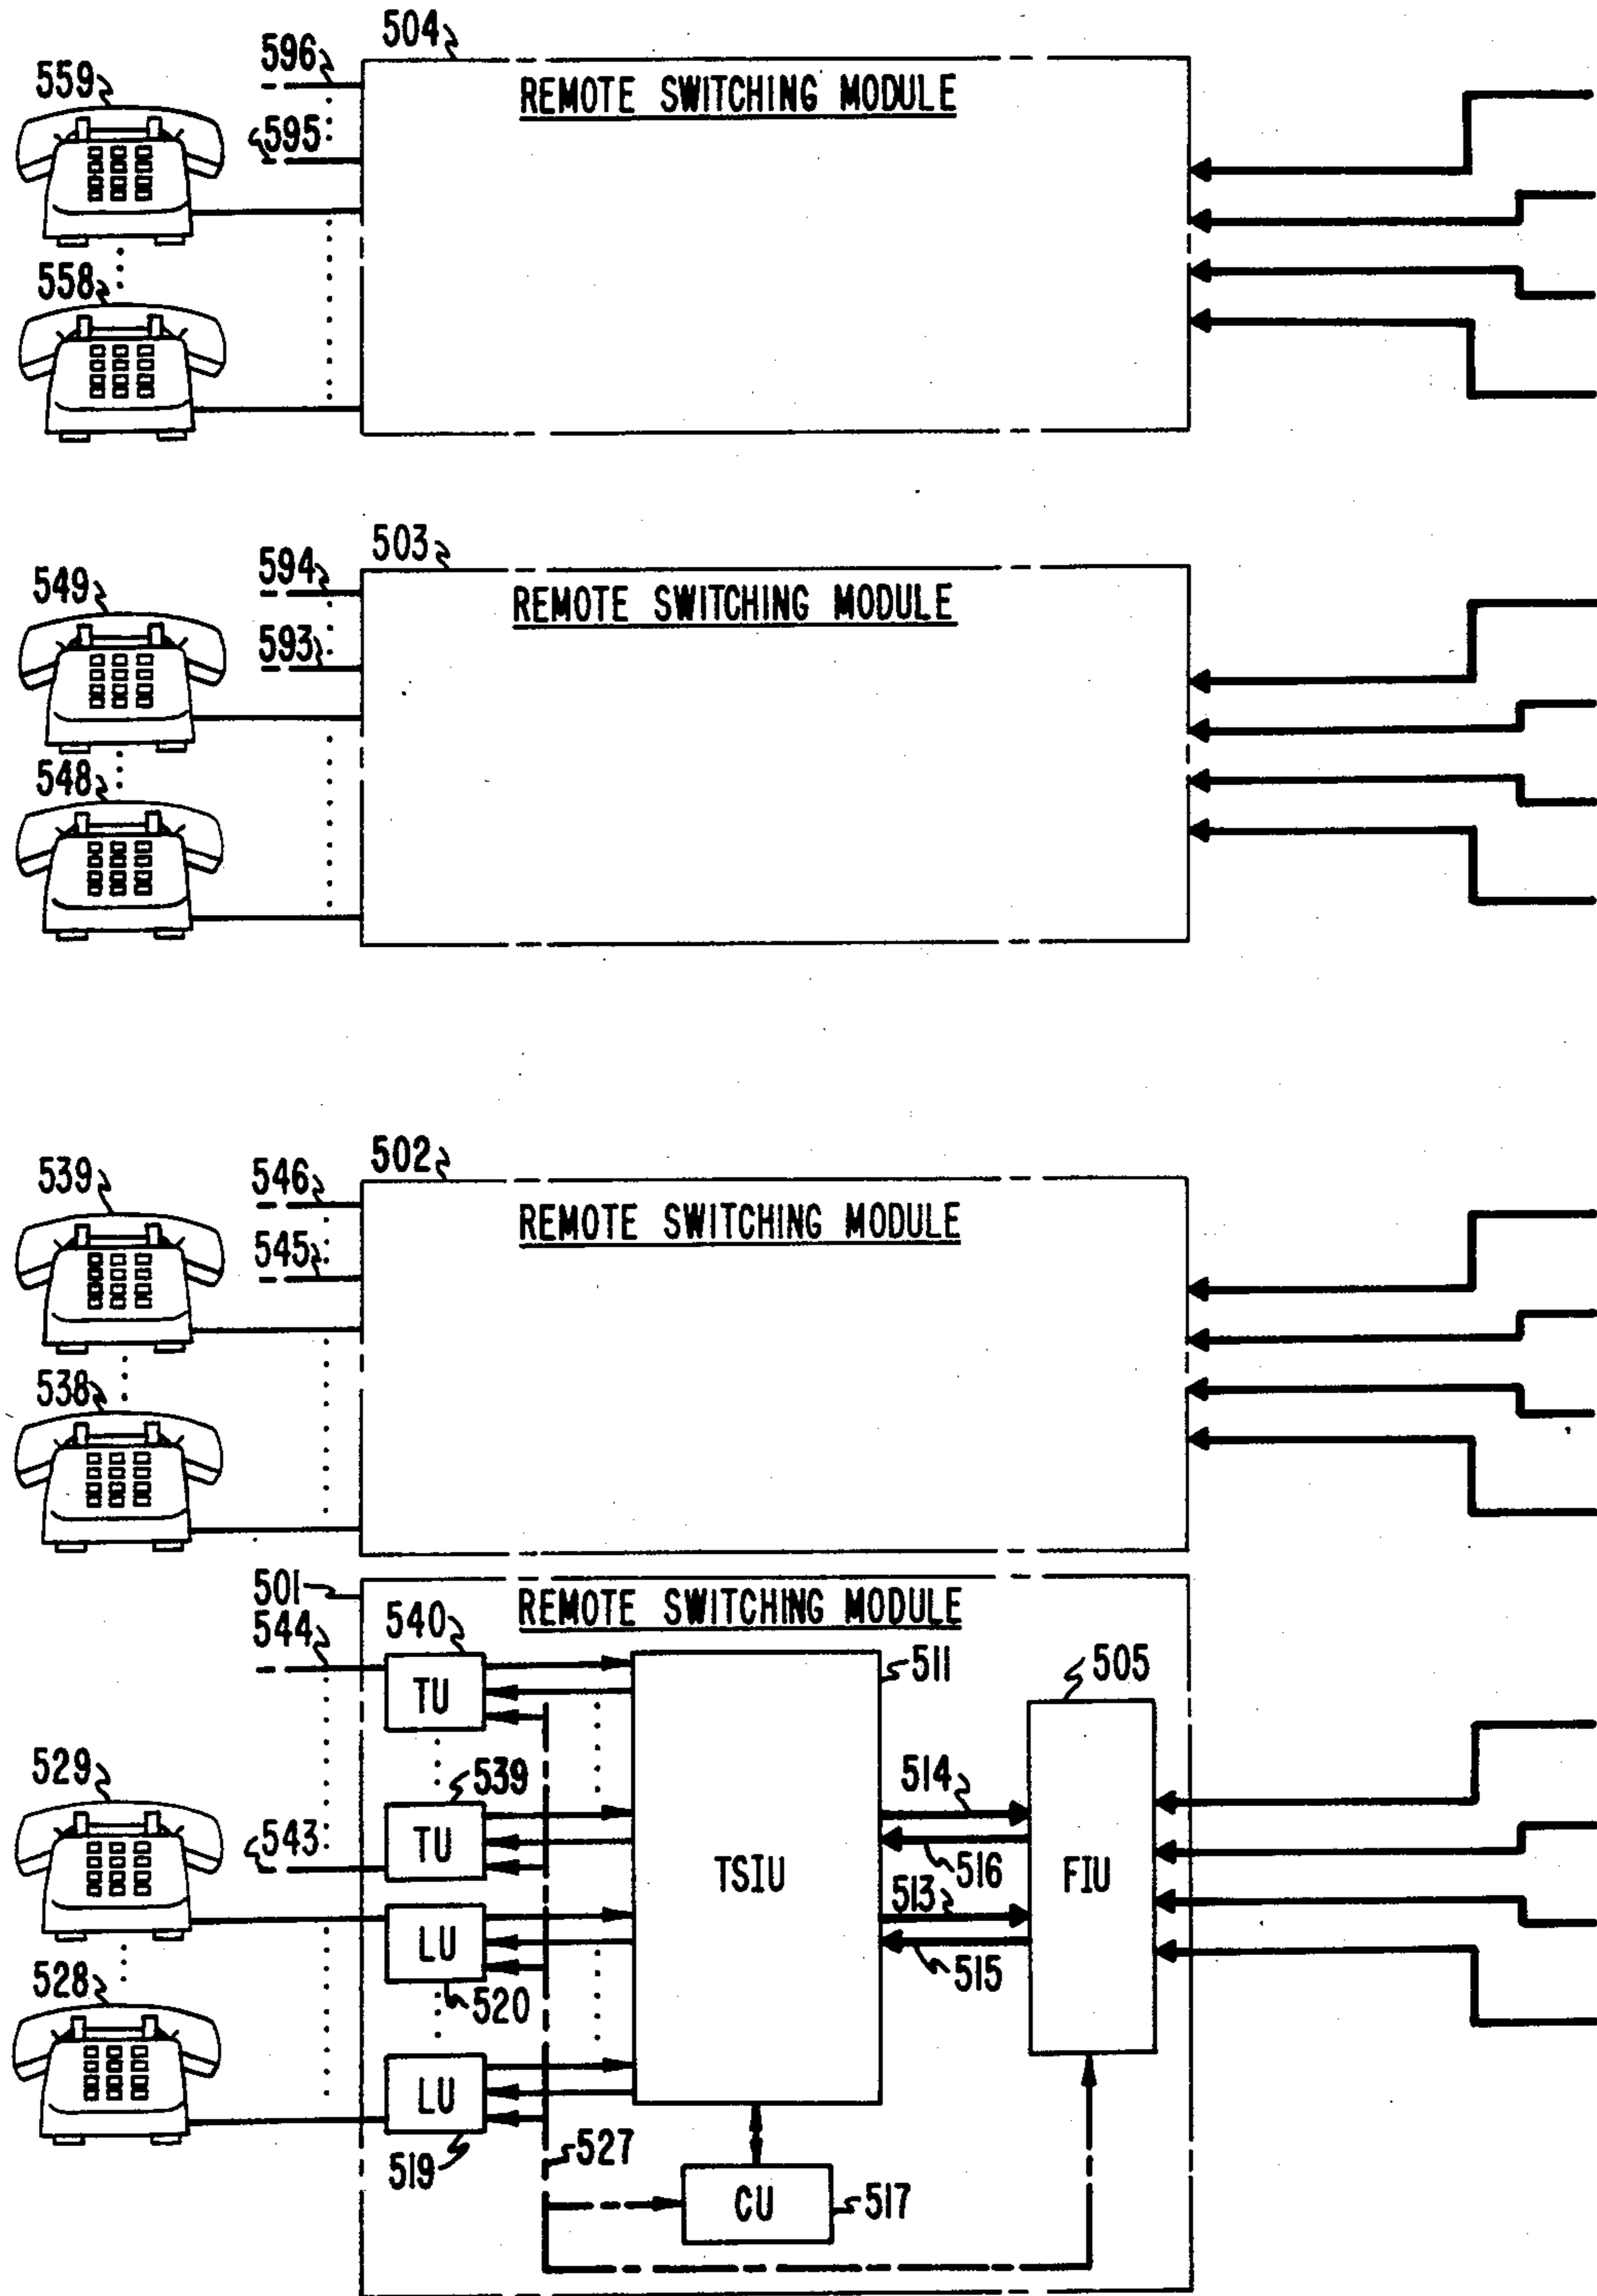 504
596
559
REMOTE SWITCHING MODULE
595
558
503
594
549
REMOTE SWITCHING MODULE
593
548
502
539
546
REMOTE SWITCHING MODULE
545
538
501
REMOTE SWITCHING MODULE
544
540
511
505
TU
529
539
514
543
TU
TSIU
516
FIU
513
LU
528
520
515
LU
519
527
CU
517